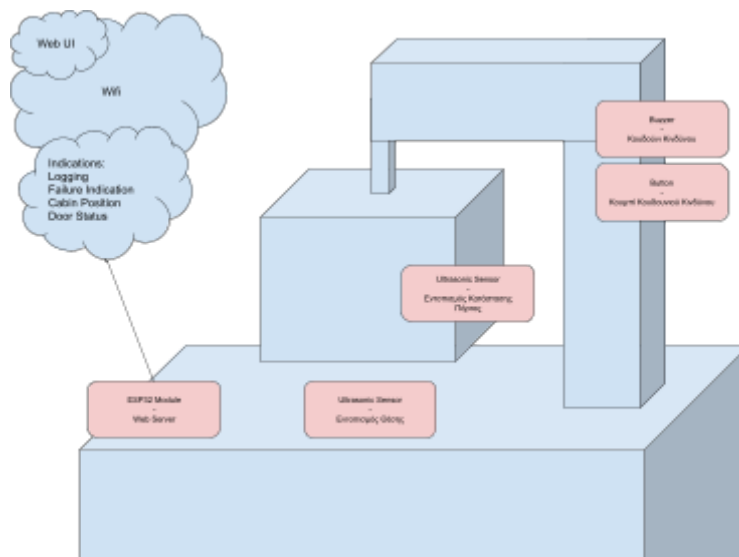 Web UI
Wifi
Indications:
Logging
Failure Indication
Cabin Position
Door Status
Buzzer
–
Κουδούνι Κινδύνου
Button
–
Κουμπί Κουδουνιού Κινδύνου
Ultrasonic Sensor
–
Εντοπισμός Κατάστασης
Πόρτας
ESP32 Module
–
Web Server
Ultrasonic Sensor
–
Εντοπισμός Θέσης